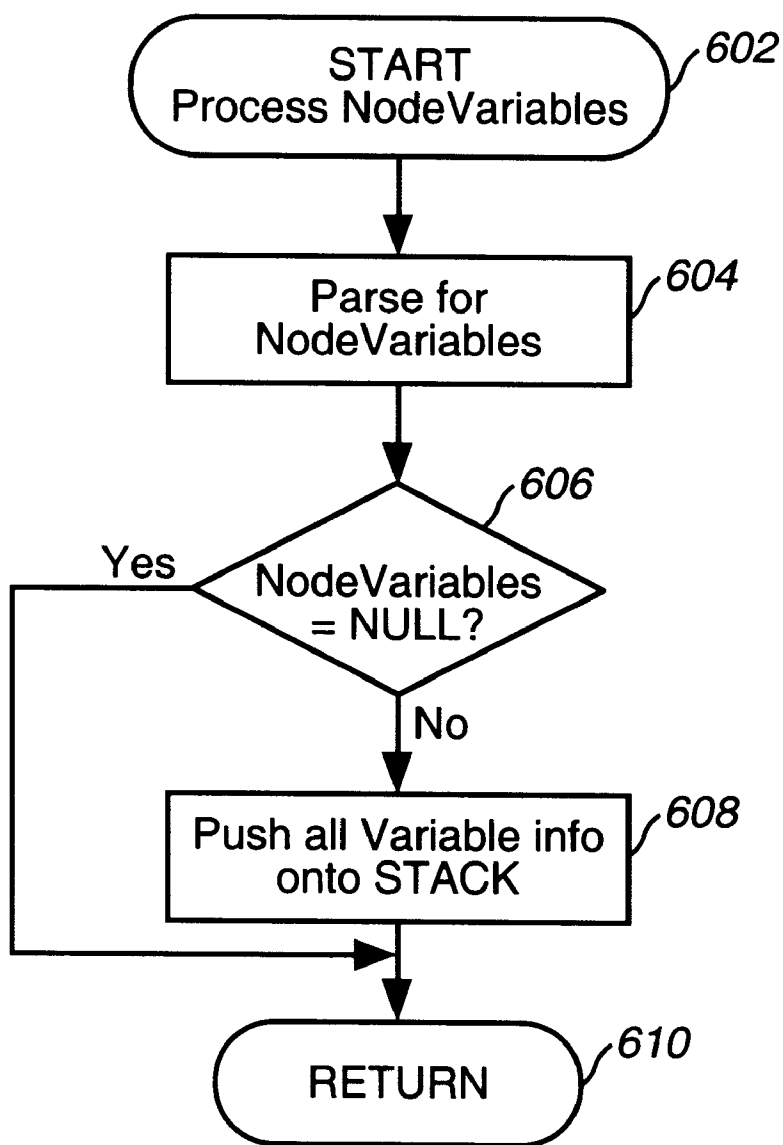 START
Process NodeVariables
602
Parse for
NodeVariables
604
606
Yes
NodeVariables
= NULL?
No
Push all Variable info
onto STACK
608
RETURN
610